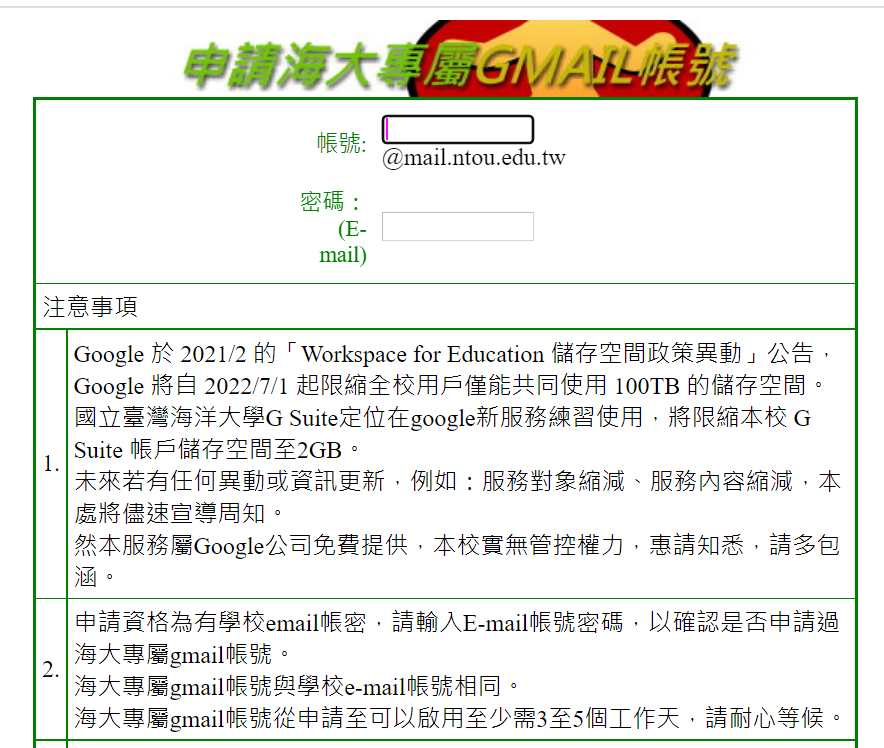 申請海大專屬GMAIL帳號
帳號:
@mail.ntou.edu.tw
密碼：
(E-
mail)
注意事項
1.
Google 於 2021/2 的「Workspace for Education 儲存空間政策異動」公告，
Google 將自 2022/7/1 起限縮全校用戶僅能共同使用 100TB 的儲存空間。
國立臺灣海洋大學G Suite定位在google新服務練習使用，將限縮本校 G
Suite 帳戶儲存空間至2GB。
未來若有任何異動或資訊更新，例如：服務對象縮減、服務內容縮減，本
處將儘速宣導周知。
然本服務屬Google公司免費提供，本校實無管控權力，惠請知悉，請多包
涵。
2.
申請資格為有學校email帳密，請輸入E-mail帳號密碼，以確認是否申請過
海大專屬gmail帳號。
海大專屬gmail帳號與學校e-mail帳號相同。
海大專屬gmail帳號從申請至可以啟用至少需3至5個工作天，請耐心等候。